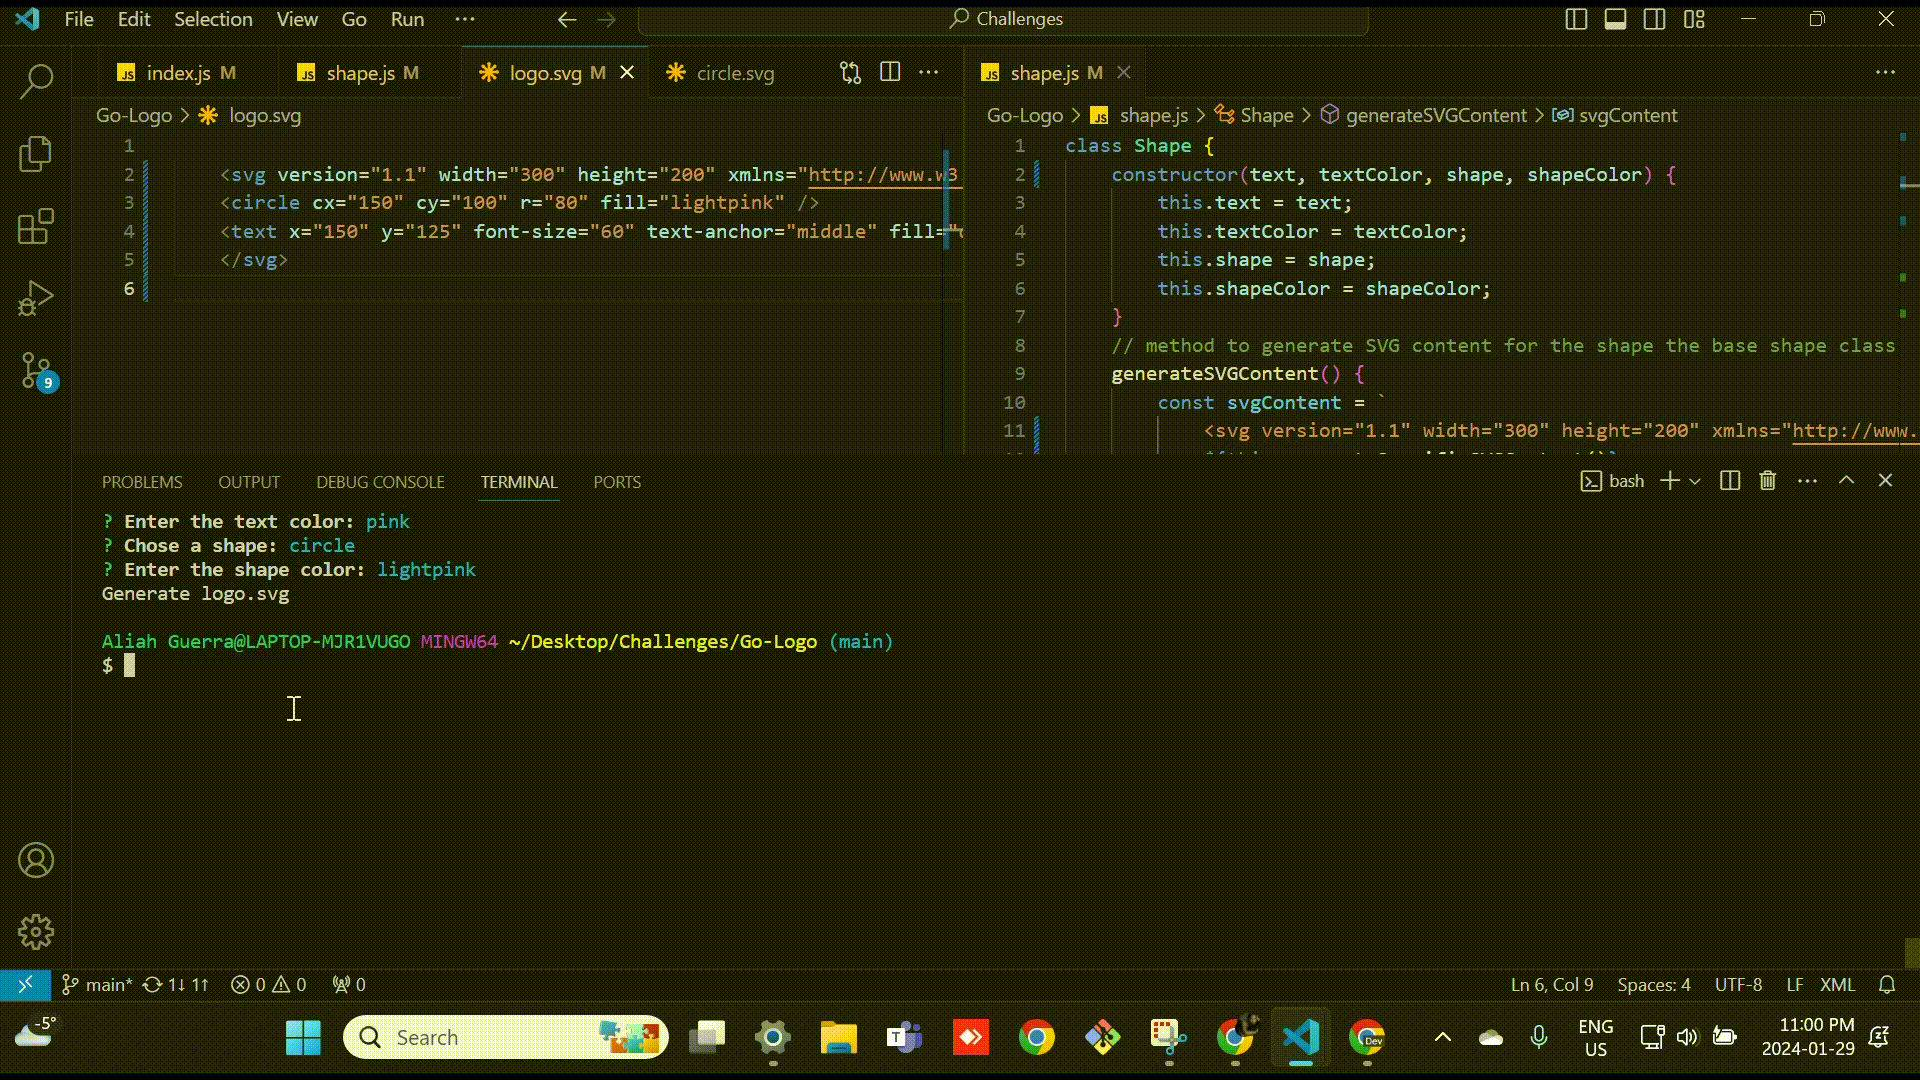 File Edit Selection View Go Run ··· Challenges
index.js M shape.js M logo.svg M circle.svg
shape.js M
Go-Logo > logo.svg
1
2 <svg version="1.1" width="300" height="200" xmlns="http://www.w3.
3 <circle cx="150" cy="100" r="80" fill="lightpink" />
4 <text x="150" y="125" font-size="60" text-anchor="middle" fill="
5 </svg>
6
Go-Logo > shape.js > Shape > generateSVGContent > svgContent
1 class Shape {
2 constructor(text, textColor, shape, shapeColor) {
3 this.text = text;
4 this.textColor = textColor;
5 this.shape = shape;
6 this.shapeColor = shapeColor;
7 }
8 // method to generate SVG content for the shape the base shape class
9 generateSVGContent() {
10 const svgContent = `
11 <svg version="1.1" width="300" height="200" xmlns="http://www.
PROBLEMS OUTPUT DEBUG CONSOLE TERMINAL PORTS
bash
? Enter the text color: pink
? Chose a shape: circle
? Enter the shape color: lightpink
Generate logo.svg
Aliah Guerra@LAPTOP-MJR1VUGO MINGW64 ~/Desktop/Challenges/Go-Logo (main)
$
9
main* 1↓ 1↑ 0 0 0
Ln 6, Col 9 Spaces: 4 UTF-8 LF XML
-5°
Search
Dev
ENG
US
11:00 PM
2024-01-29